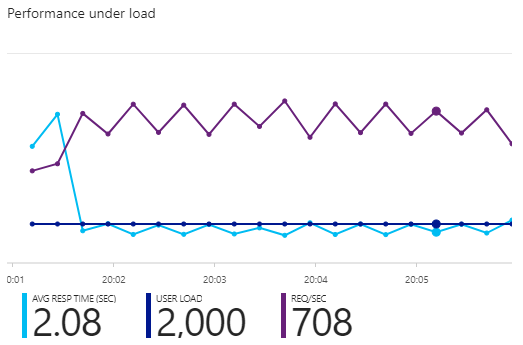 Performance under load
0:01 20:02 20:03 20:04 20:05
AVG RESP TIME (SEC) USER LOAD REQ/SEC
2.08 2,000 708